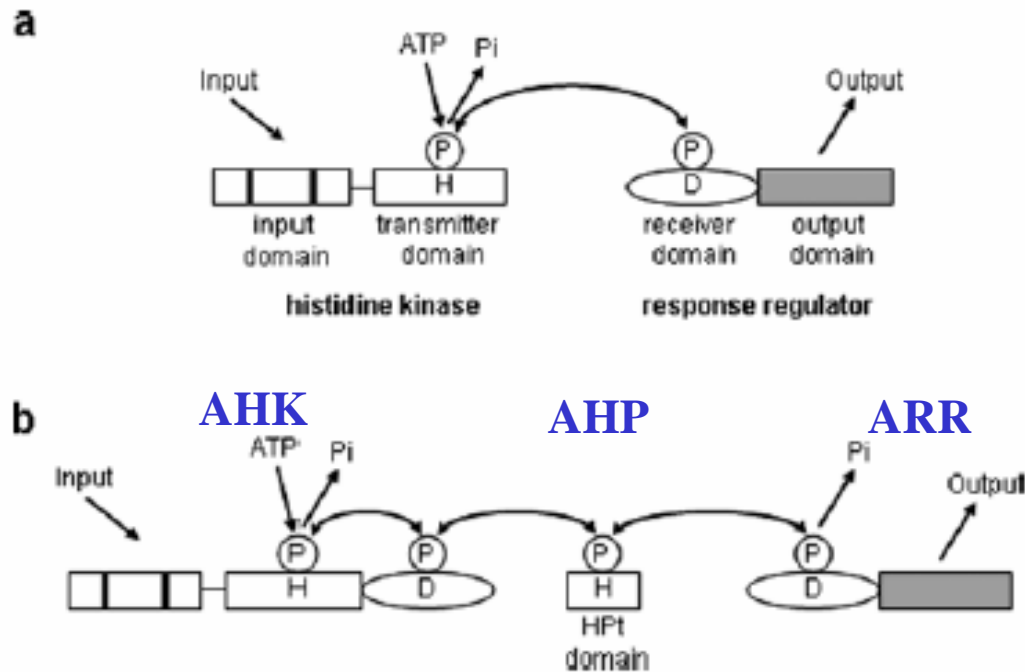 a
ATP Pi
Input Output
P P
H D
input transmitter receiver output
domain domain domain domain
histidine kinase response regulator
b AHK AHP ARR
ATP Pi Pi
Input Output
P P P P
H D H D
HPt
domain